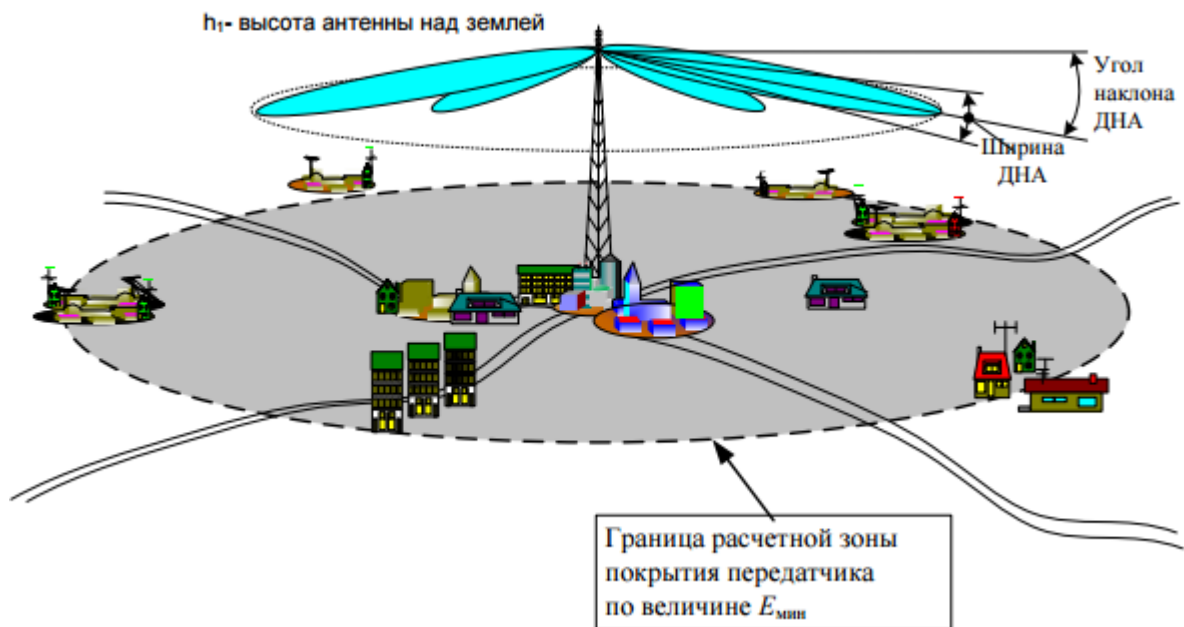 h₁- высота антенны над землей
Угол
наклона
ДНА
Ширина
ДНА
Граница расчетной зоны
покрытия передатчика
по величине Eмин